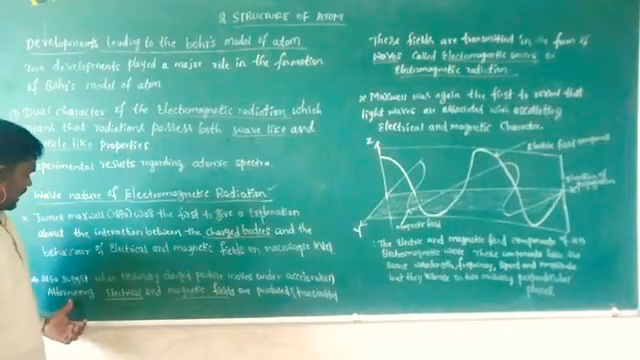 2 STRUCTURE OF ATOM
Developments leading to the bohr's model of atom
Two developments played a major role in the formation
of Bohr's model of atom
Dual character of the Electromagnetic radiation which
means that radiations possess both wave like and
particle like properties
experimental results regarding atomic spectra
Wave nature of Electromagnetic Radiation
* James maxwell (1870) was the first to give a Explanation
about the interaction between the charged bodies and the
behaviour of Electrical and magnetic fields on macroscopic level
* Also suggest when electrically charged particle moves under acceleration
Alternating Electrical and magnetic fields are produced & transmitted
These fields are transmitted in the form of
waves called Electromagnetic waves or
Electromagnetic radiation.
* Maxwell was again the first to reveal that
light waves are associated with oscillating
Electrical and magnetic Character
Z
Electric field component
direction of
propagation
Y
magnetic field
: The Electric and magnetic field components of an
Electromagnetic wave These components have the
same wavelength, frequency, speed and amplitude
but they vibrate in two mutually perpendicular
planes